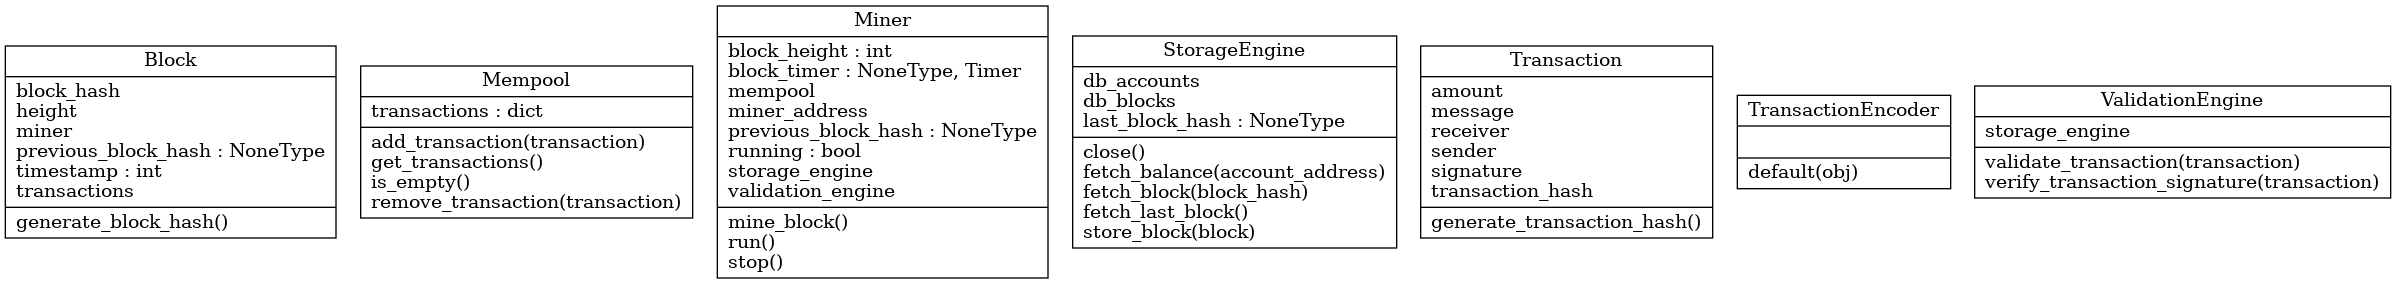 Block
block_hash
height
miner
previous_block_hash : NoneType
timestamp : int
transactions
generate_block_hash()
Mempool
transactions : dict
add_transaction(transaction)
get_transactions()
is_empty()
remove_transaction(transaction)
Miner
block_height : int
block_timer : NoneType, Timer
mempool
miner_address
previous_block_hash : NoneType
running : bool
storage_engine
validation_engine
mine_block()
run()
stop()
StorageEngine
db_accounts
db_blocks
last_block_hash : NoneType
close()
fetch_balance(account_address)
fetch_block(block_hash)
fetch_last_block()
store_block(block)
Transaction
amount
message
receiver
sender
signature
transaction_hash
generate_transaction_hash()
TransactionEncoder
default(obj)
ValidationEngine
storage_engine
validate_transaction(transaction)
verify_transaction_signature(transaction)